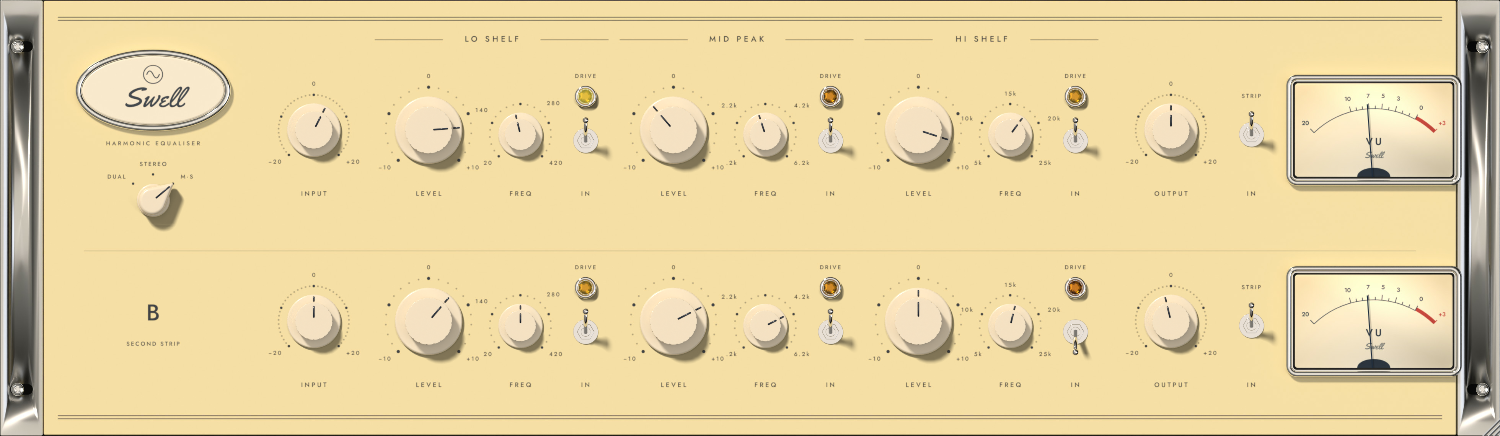 LO SHELF MID PEAK HI SHELF
Swell
HARMONIC EQUALISER
STEREO
DUAL M-S
0 -20 +20 INPUT
0 -10 +10 LEVEL
140 280 20 420 FREQ
DRIVE IN
0 -10 +10 LEVEL
2.2k 4.2k .2k 6.2k FREQ
DRIVE IN
0 -10 +10 LEVEL
10k 15k 20k 5k 25k FREQ
DRIVE IN
0 -20 +20 OUTPUT
STRIP IN
20 10 7 5 3 0 +3
VU
Swell
B
SECOND STRIP
0 -20 +20 INPUT
0 -10 +10 LEVEL
140 280 20 420 FREQ
DRIVE IN
0 -10 +10 LEVEL
2.2k 4.2k .2k 6.2k FREQ
DRIVE IN
0 -10 +10 LEVEL
10k 15k 20k 5k 25k FREQ
DRIVE IN
0 -20 +20 OUTPUT
STRIP IN
20 10 7 5 3 0 +3
VU
Swell